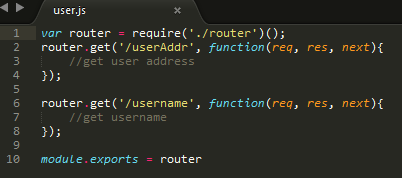 user.js ×
1 var router = require('./router')();
2 router.get('/userAddr', function(req, res, next){
3 //get user address
4 });
5
6 router.get('/username', function(req, res, next){
7 //get username
8 });
9
10 module.exports = router